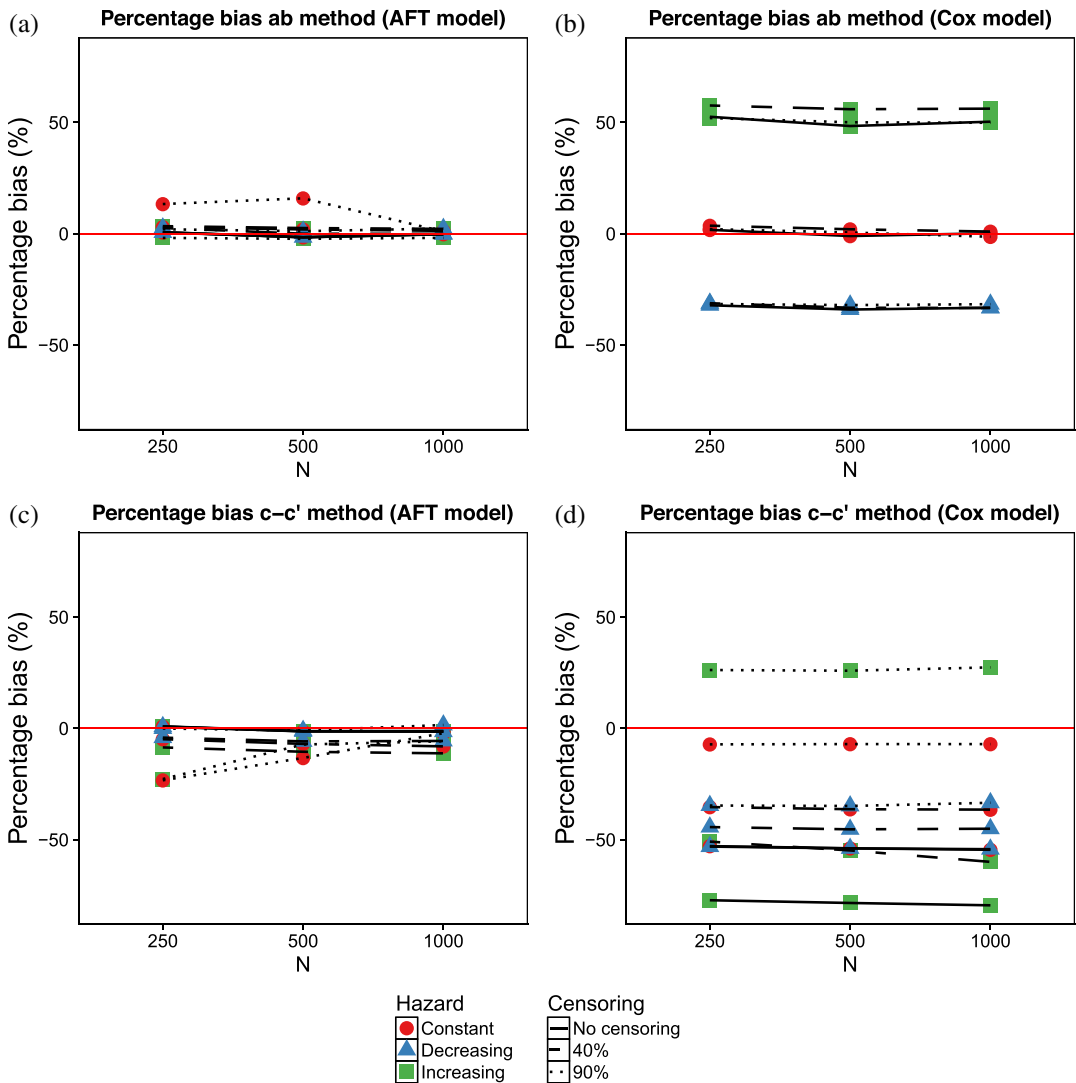 (a) Percentage bias ab method (AFT model)
Percentage bias (%)
50
0
−50
250 500 1000
N
(b) Percentage bias ab method (Cox model)
Percentage bias (%)
50
0
−50
250 500 1000
N
(c) Percentage bias c−c' method (AFT model)
Percentage bias (%)
50
0
−50
250 500 1000
N
(d) Percentage bias c−c' method (Cox model)
Percentage bias (%)
50
0
−50
250 500 1000
N
Hazard
Constant
Decreasing
Increasing
Censoring
No censoring
40%
90%